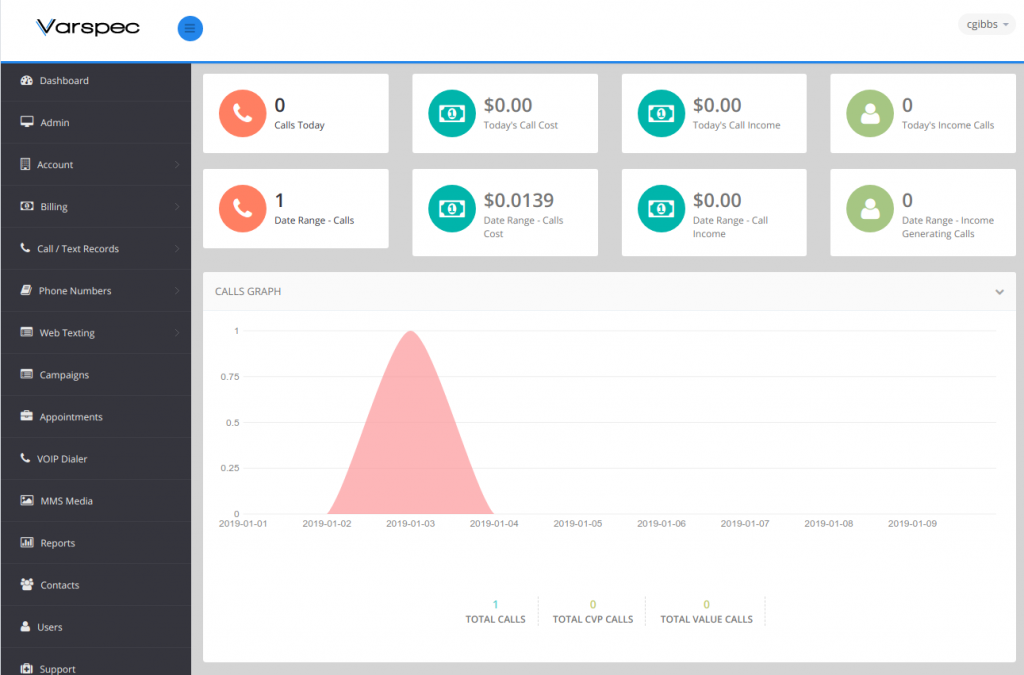 Varspec
cgibbs
Dashboard
Admin
Account
Billing
Call / Text Records
Phone Numbers
Web Texting
Campaigns
Appointments
VOIP Dialer
MMS Media
Reports
Contacts
Users
Support
0
Calls Today
$0.00
Today's Call Cost
$0.00
Today's Call Income
0
Today's Income Calls
1
Date Range - Calls
$0.0139
Date Range - Calls
Cost
$0.00
Date Range - Call
Income
0
Date Range - Income
Generating Calls
CALLS GRAPH
1
0.75
0.5
0.25
0
2019-01-01 2019-01-02 2019-01-03 2019-01-04 2019-01-05 2019-01-06 2019-01-07 2019-01-08 2019-01-09
1
TOTAL CALLS
0
TOTAL CVP CALLS
0
TOTAL VALUE CALLS